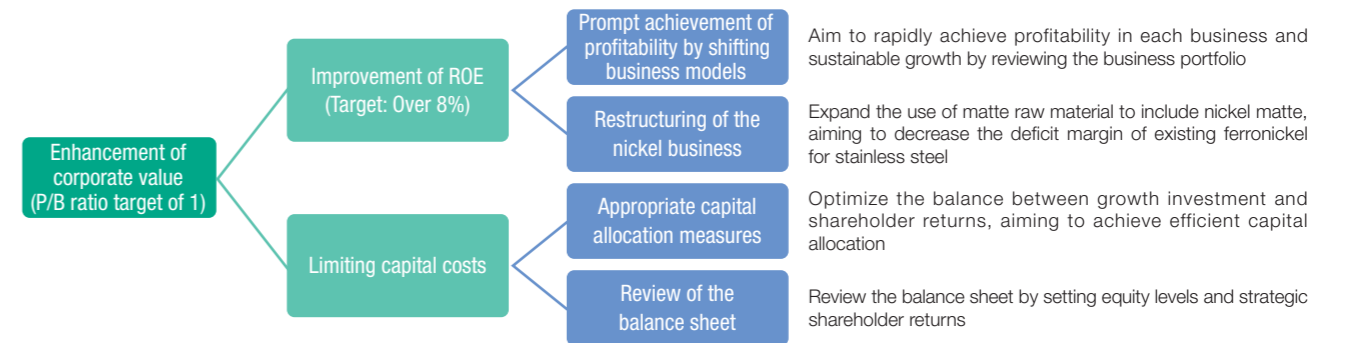 Enhancement of
corporate value
(P/B ratio target of 1)
Improvement of ROE
(Target: Over 8%)
Prompt achievement of
profitability by shifting
business models
Aim to rapidly achieve profitability in each business and
sustainable growth by reviewing the business portfolio
Restructuring of the
nickel business
Expand the use of matte raw material to include nickel matte,
aiming to decrease the deficit margin of existing ferronickel
for stainless steel
Limiting capital costs
Appropriate capital
allocation measures
Optimize the balance between growth investment and
shareholder returns, aiming to achieve efficient capital
allocation
Review of the
balance sheet
Review the balance sheet by setting equity levels and strategic
shareholder returns